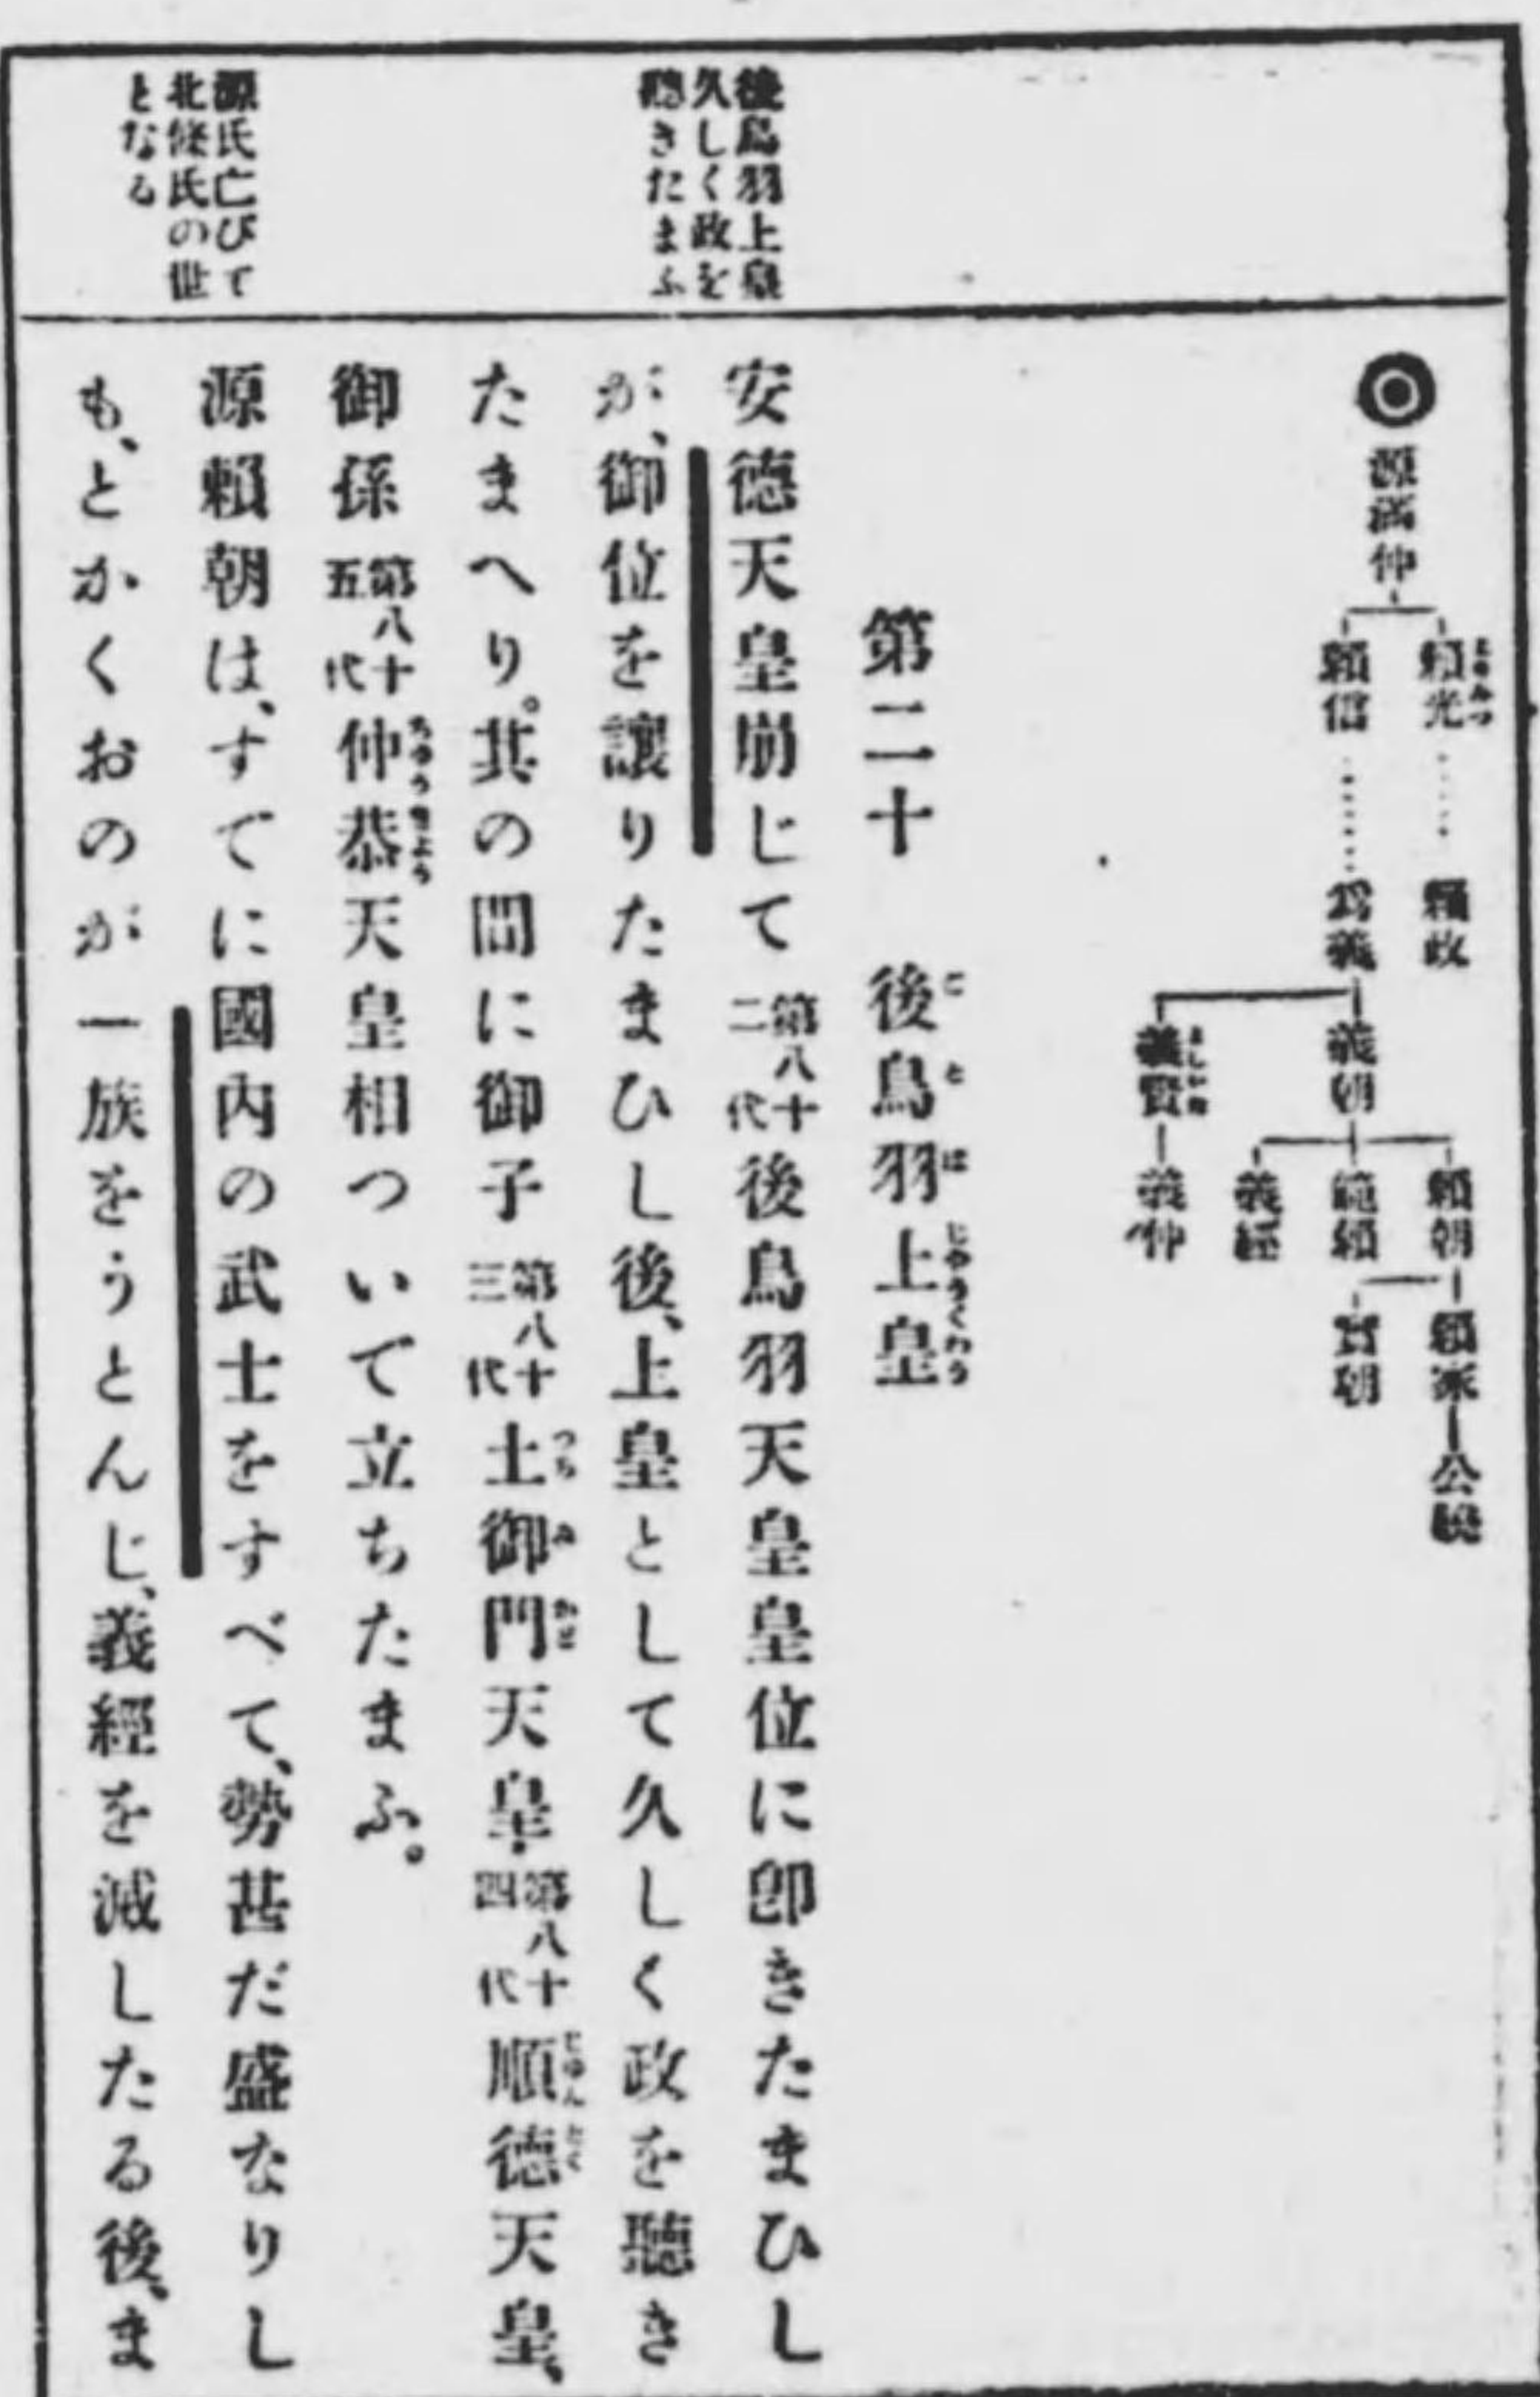 ◎源滿仲
賴光
賴政
賴信
爲義
義朝
賴朝
賴家
公曉
實朝
範賴
義經
義賢
義仲
第二十 後鳥羽上皇
後鳥羽上皇
久しく政を
聽きたまふ
安德天皇崩じて第八十二代後鳥羽天皇皇位に卽きたまひし
が、御位を讓りたまひし後、上皇として久しく政を聽き
たまへり。其の間に御子第八十三代土御門天皇・第八十四代順德天皇、
御孫第八十五代仲恭天皇相ついで立ちたまふ。
源氏亡びて
北條氏の世
となる
源賴朝は、すでに國內の武士をすべて、勢甚だ盛なりし
も、とかくおのが一族をうとんじ、義經を滅したる後、ま